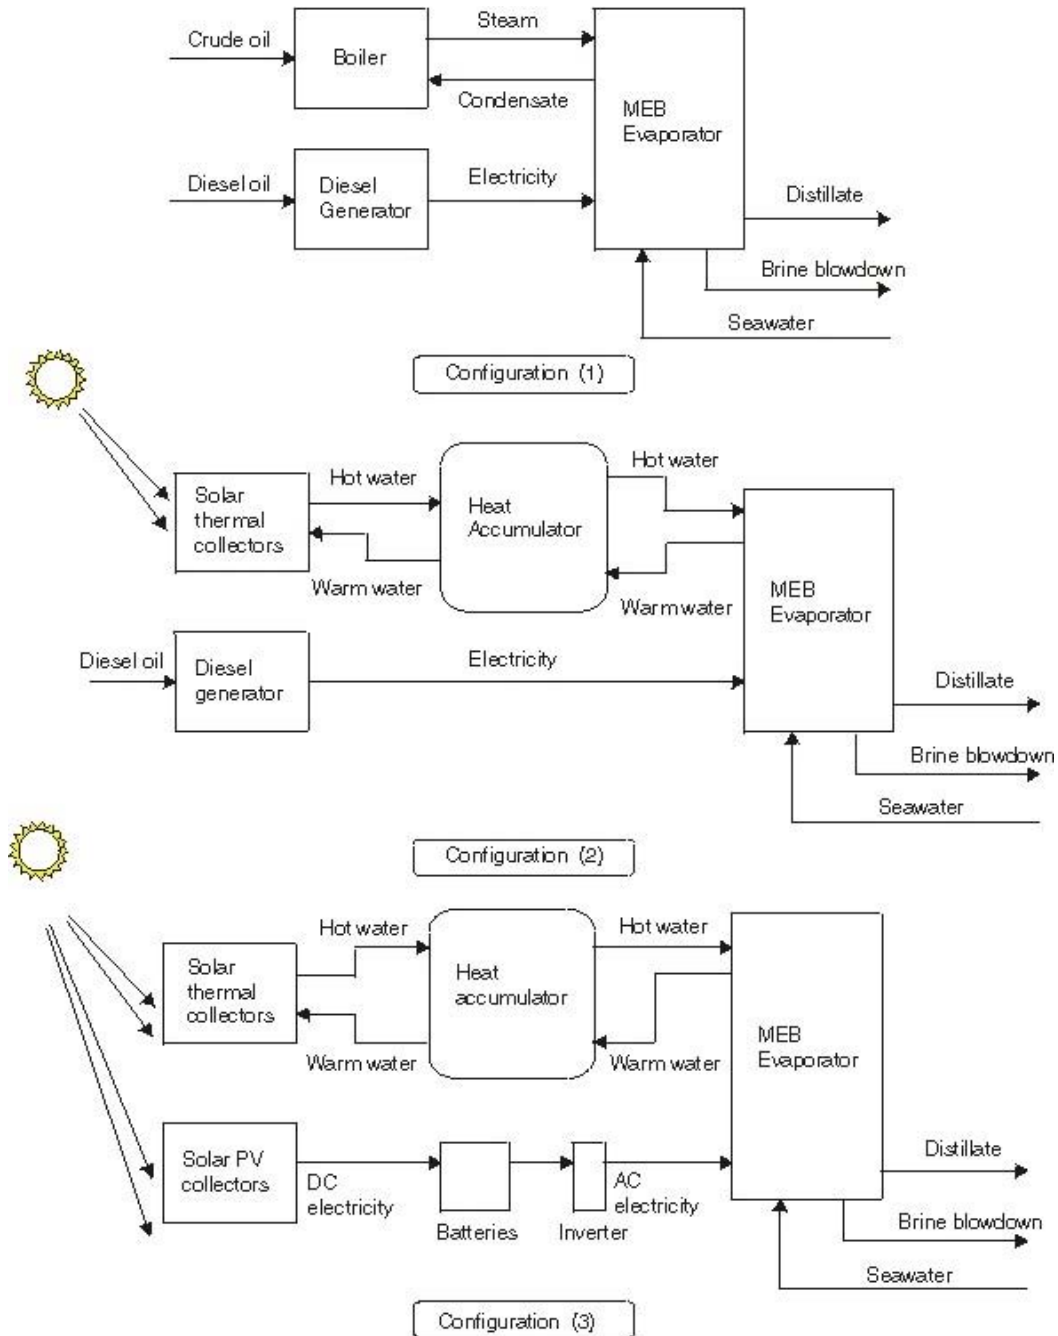 Steam
Crude oil
Boiler
Condensate
MEB
Evaporator
Diesel oil
Diesel
Generator
Electricity
Distillate
Brine blowdown
Seawater
Configuration (1)
Hot water
Hot water
Solar
thermal
collectors
Heat
Accumulator
Warm water
Warm water
MEB
Evaporator
Diesel oil
Diesel
generator
Electricity
Distillate
Brine blowdown
Seawater
Configuration (2)
Hot water
Hot water
Solar
thermal
collectors
Heat
accumulator
Warm water
Warm water
MEB
Evaporator
Solar PV
collectors
DC
electricity
Batteries
Inverter
AC
electricity
Distillate
Brine blowdown
Seawater
Configuration (3)